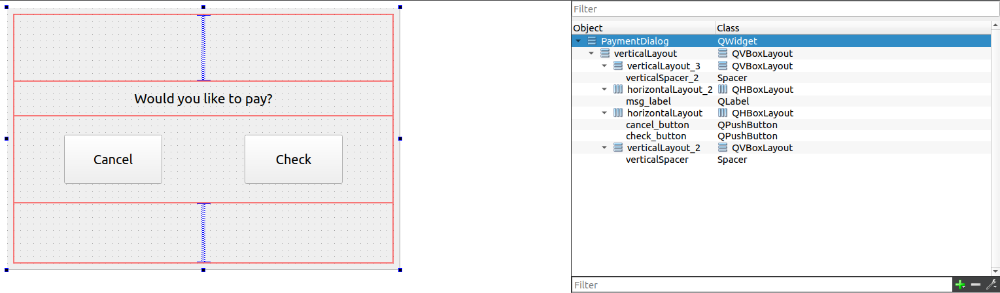 Would you like to pay?
Cancel Check
Filter
Object Class
PaymentDialog QWidget
verticalLayout QVBoxLayout
verticalLayout_3 QVBoxLayout
verticalSpacer_2 Spacer
horizontalLayout_2 QHBoxLayout
msg_label QLabel
horizontalLayout QHBoxLayout
cancel_button QPushButton
check_button QPushButton
verticalLayout_2 QVBoxLayout
verticalSpacer Spacer
Filter